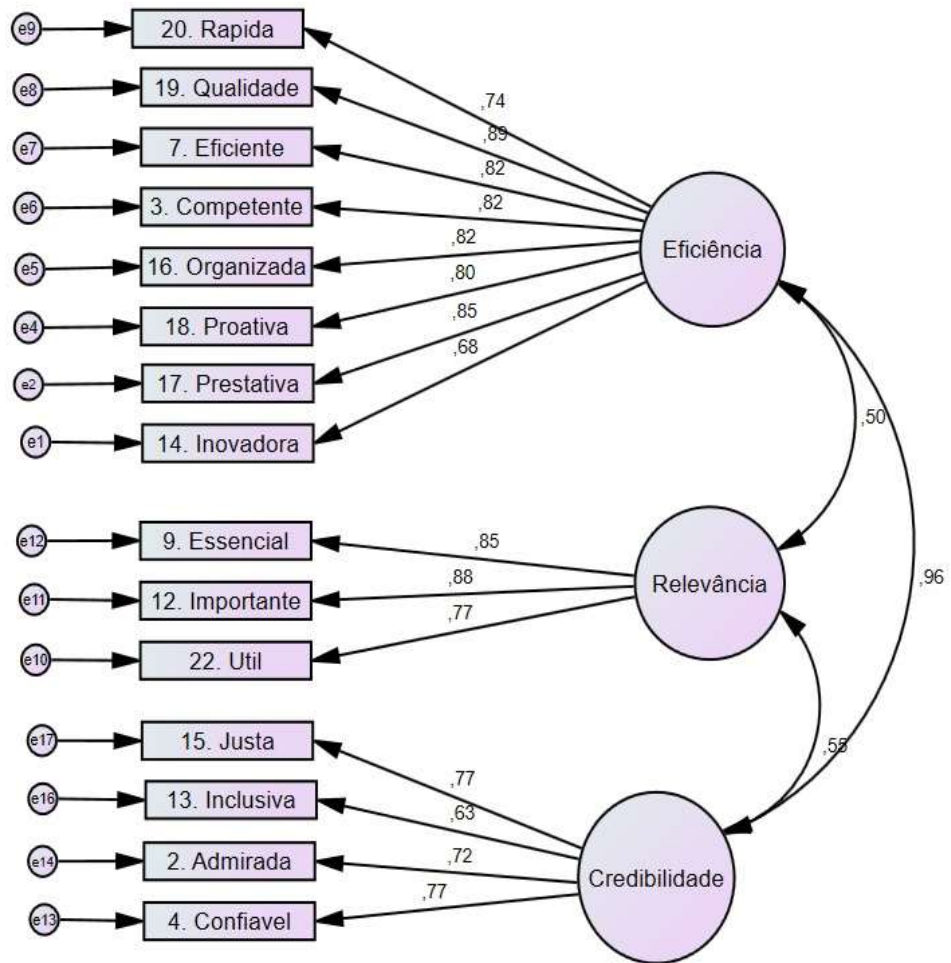 e9
20. Rapida
,74
e8
19. Qualidade
,89
e7
7. Eficiente
,82
e6
3. Competente
,82
e5
16. Organizada
,82
e4
18. Proativa
,80
e2
17. Prestativa
,85
e1
14. Inovadora
,68
Eficiência
,50
,96
e12
9. Essencial
,85
e11
12. Importante
,88
e10
22. Util
,77
Relevância
,55
e17
15. Justa
,77
e16
13. Inclusiva
,63
e14
2. Admirada
,72
e13
4. Confiavel
,77
Credibilidade